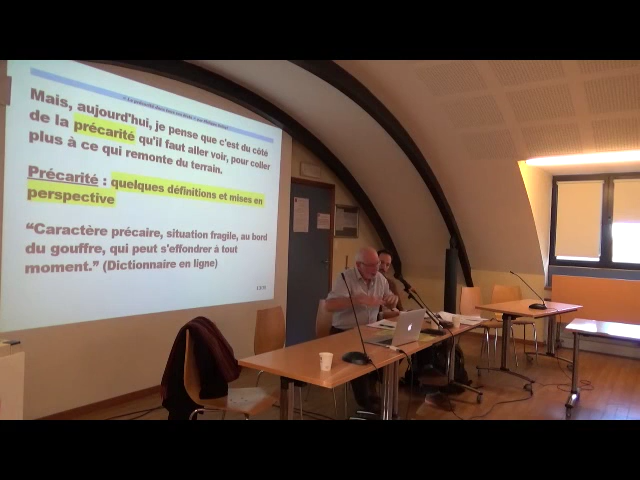 Mais, aujourd'hui, je pense que c'est du côté
de la précarité qu'il faut aller voir, pour coller
plus à ce qui remonte du terrain.
Précarité : quelques définitions et mises en
perspective
“Caractère précaire, situation fragile, au bord
du gouffre, qui peut s'effondrer à tout
moment.” (Dictionnaire en ligne)